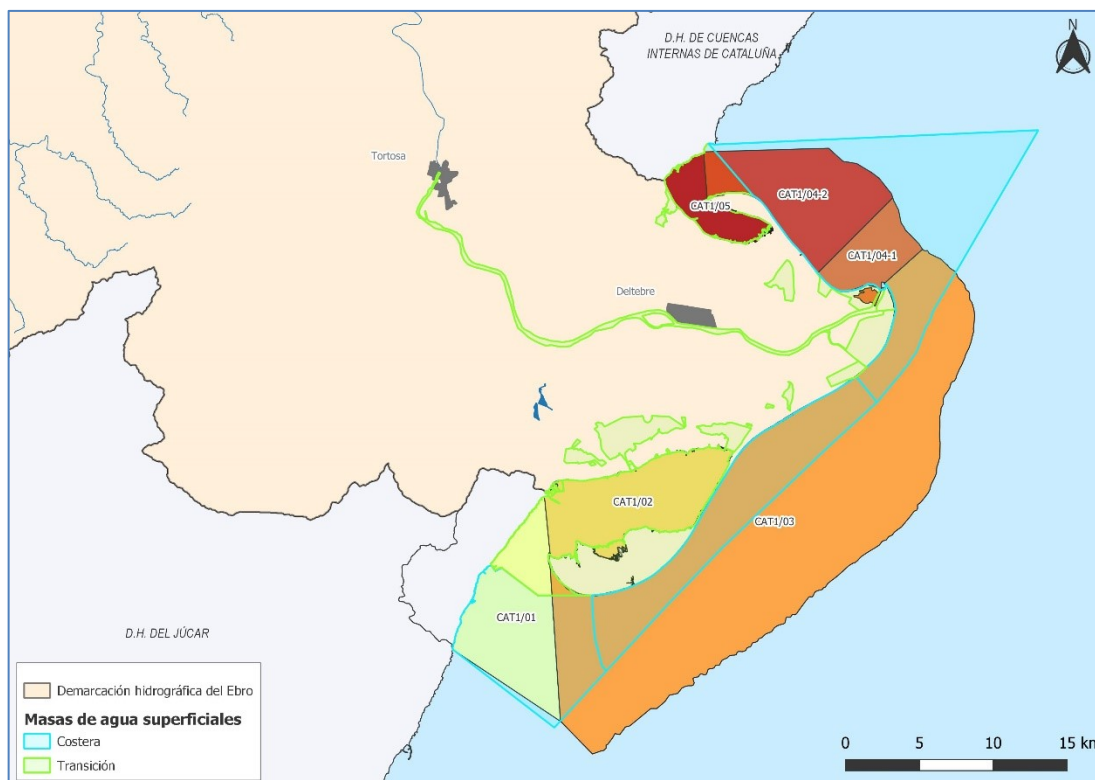 D.H. DE CUENCAS
INTERNAS DE CATALUÑA
N
Tortosa
CAT1/04-2
CAT1/05
CAT1/04-1
Deltebre
CAT1/02
CAT1/03
CAT1/01
D.H. DEL JÚCAR
Demarcación hidrográfica del Ebro
Masas de agua superficiales
Costera
Transición
0 5 10 15 km